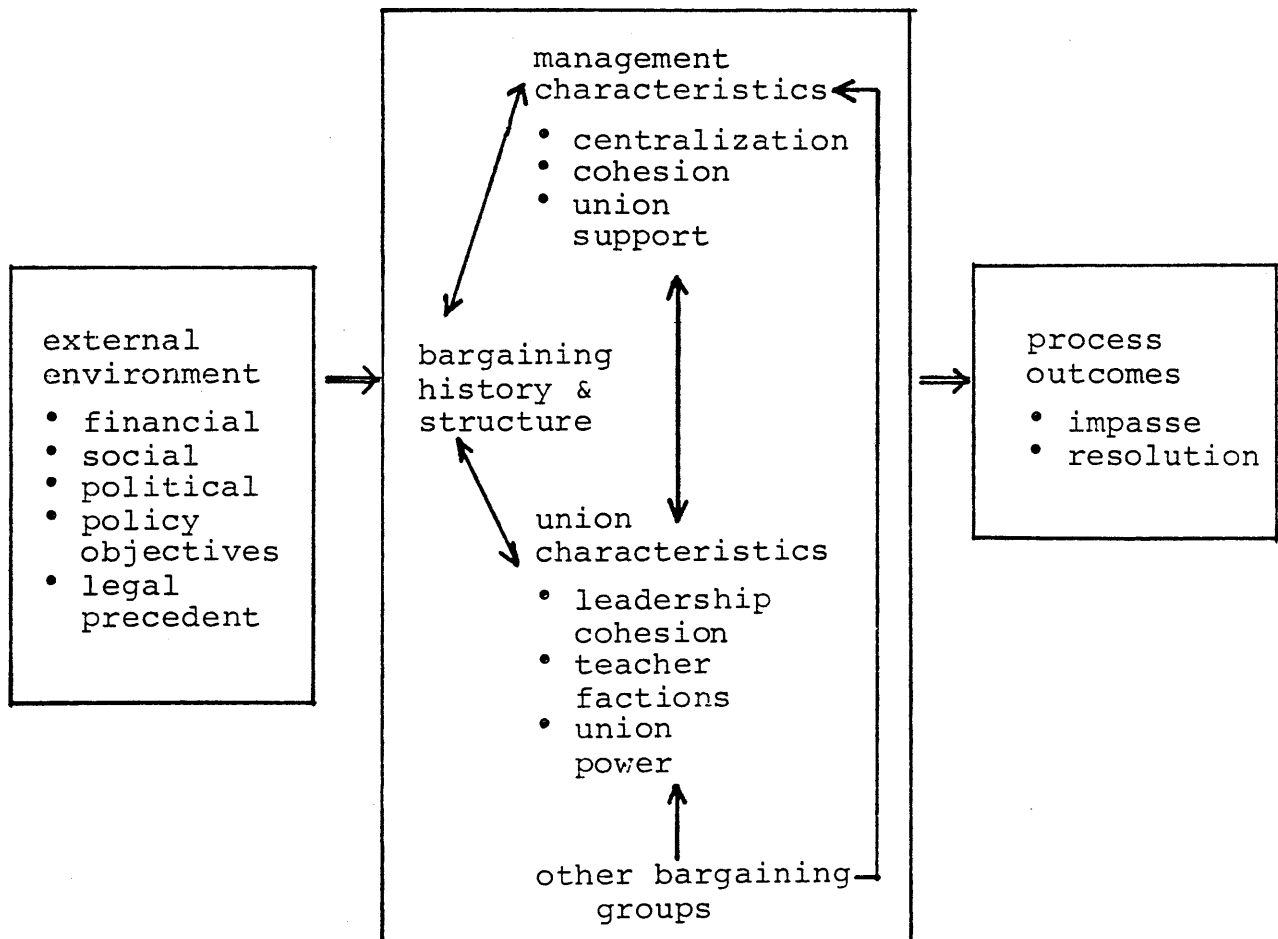 external
environment
• financial
• social
• political
• policy
objectives
• legal
precedent
management
characteristics
• centralization
• cohesion
• union
support
bargaining
history &
structure
union
characteristics
• leadership
cohesion
• teacher
factions
• union
power
other bargaining
groups
process
outcomes
• impasse
• resolution